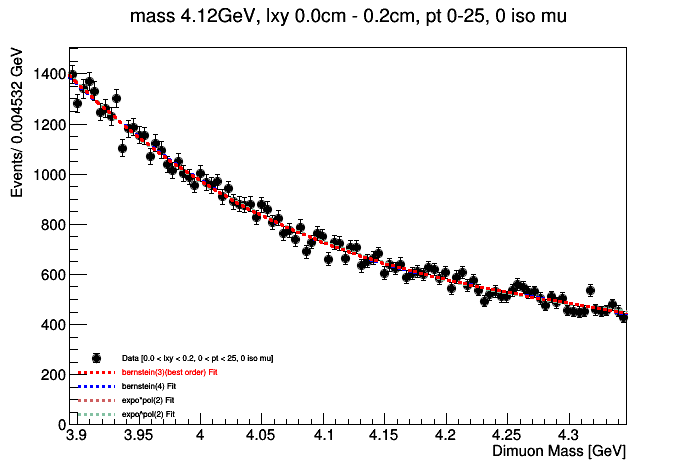 mass 4.12GeV, lxy 0.0cm - 0.2cm, pt 0-25, 0 iso mu
Events/ 0.004532 GeV
1400
1200
1000
800
600
400
200
0
Data [0.0 < lxy < 0.2, 0 < pt < 25, 0 iso mu]
bernstein(3)(best order) Fit
bernstein(4) Fit
expo*pol(2) Fit
expo*pol(2) Fit
3.9 3.95 4 4.05 4.1 4.15 4.2 4.25 4.3
Dimuon Mass [GeV]